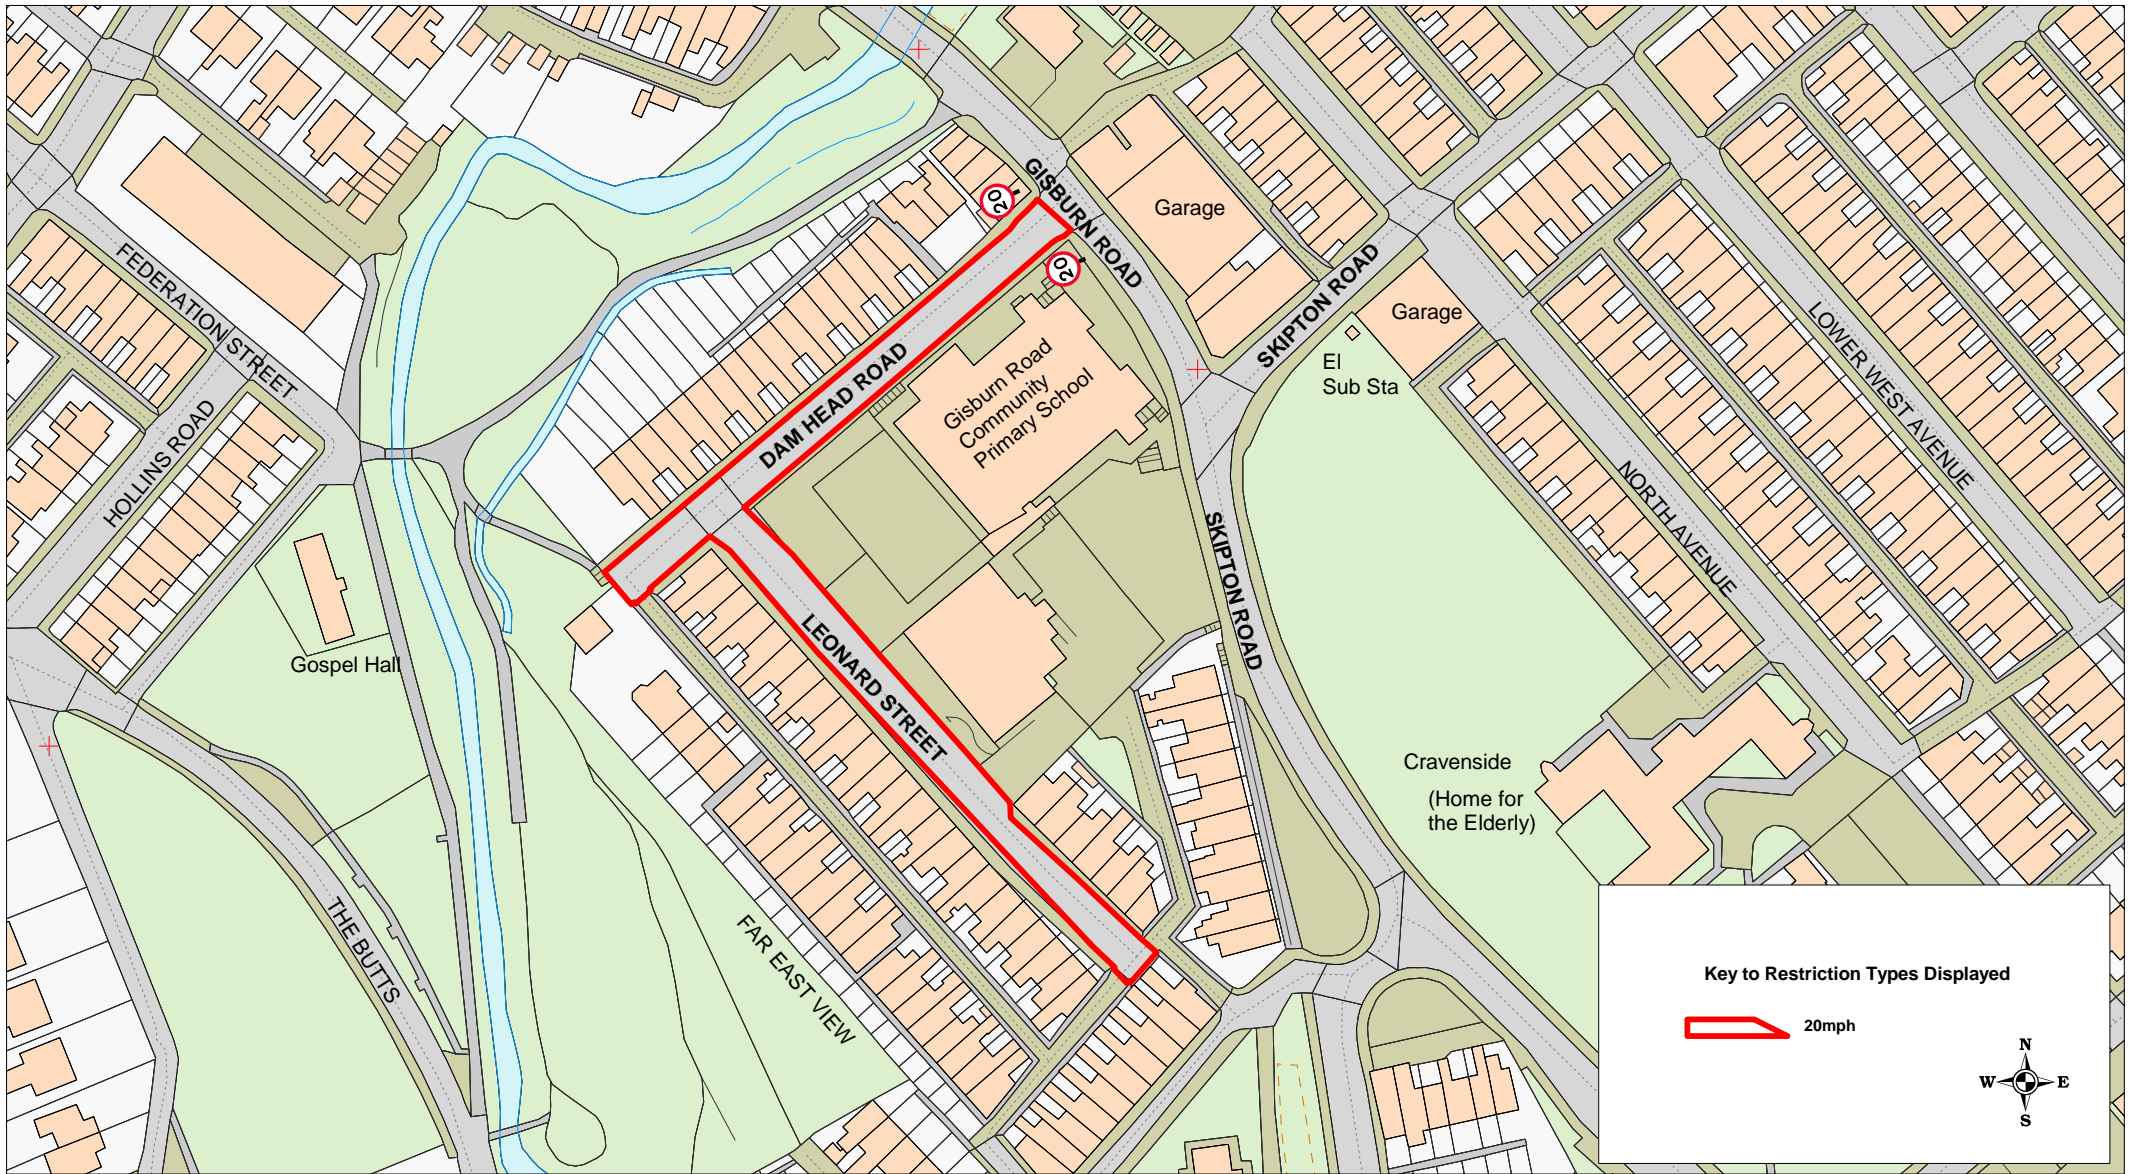 20
GISBURN ROAD
20
Garage
FEDERATION STREET
SKIPTON ROAD
Garage
LOWER WEST AVENUE
El
Sub Sta
DAM HEAD ROAD
Gisburn Road
Community
Primary School
HOLLINS ROAD
NORTH AVENUE
SKIPTON ROAD
Gospel Hall
LEONARD STREET
Cravenside
(Home for
the Elderly)
THE BUTTS
FAR EAST VIEW
Key to Restriction Types Displayed
20mph
N
W E
S